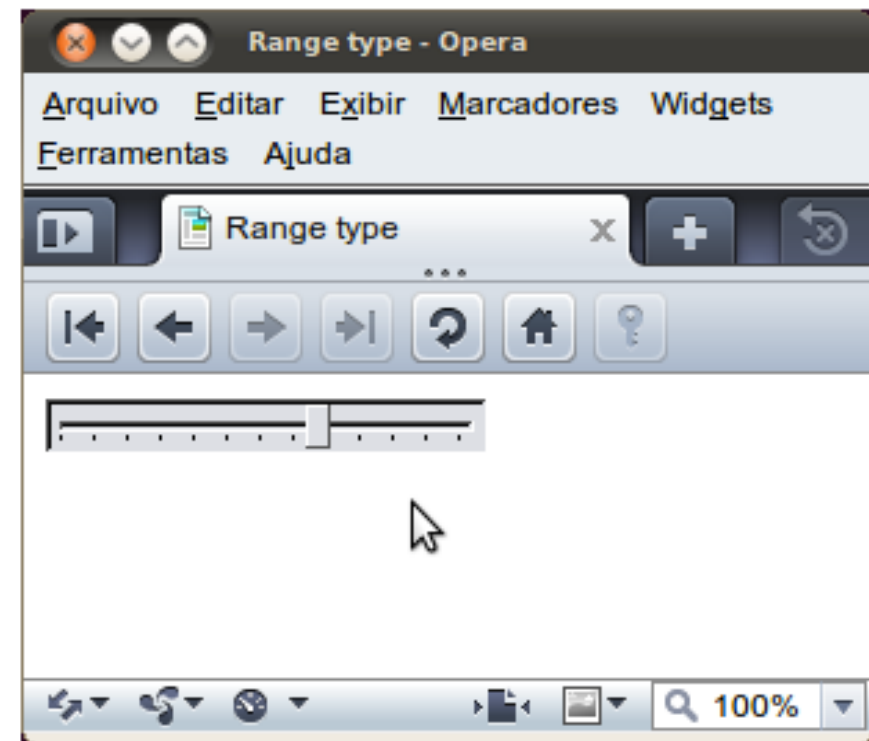 Range type - Opera
Arquivo Editar Exibir Marcadores Widgets
Ferramentas Ajuda
Range type
100%